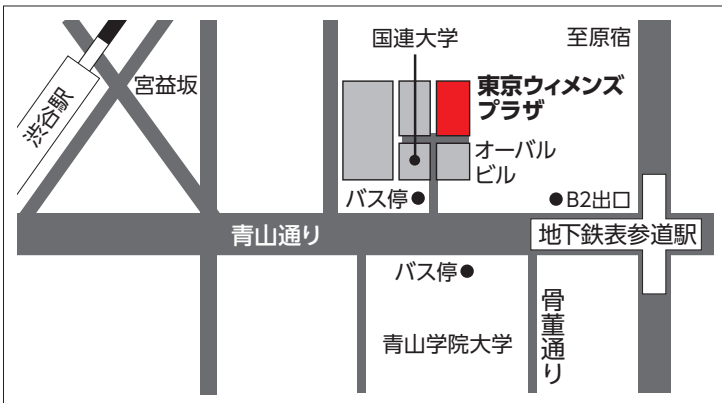 国連大学
至原宿
渋谷駅
宮益坂
東京ウィメンズ
プラザ
オーバル
ビル
バス停
B2出口
青山通り
地下鉄表参道駅
バス停
骨董通り
青山学院大学